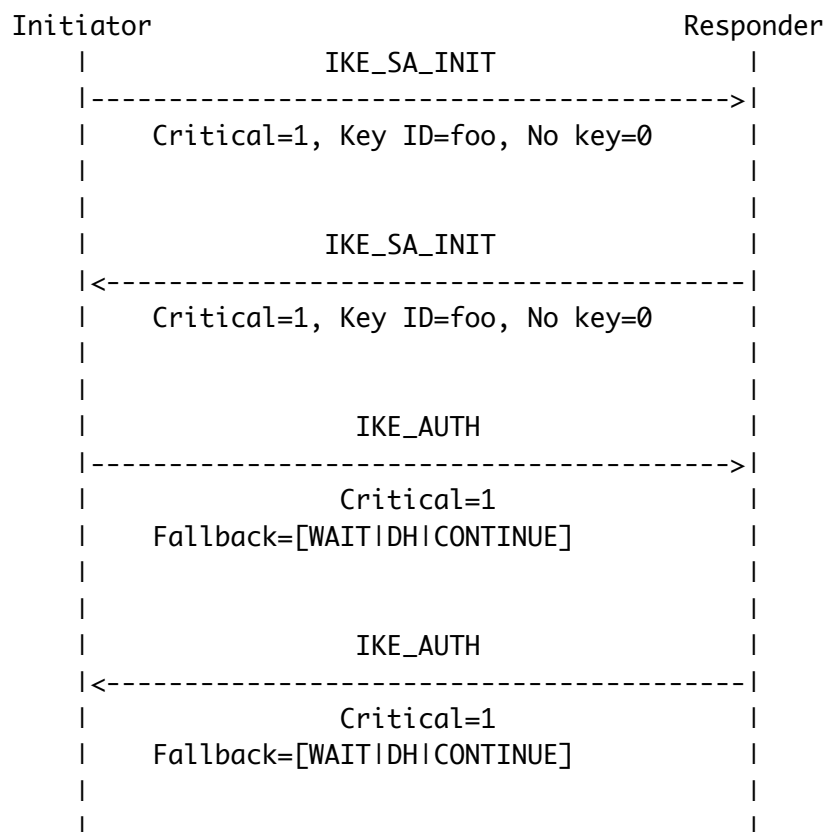 Initiator Responder
| IKE_SA_INIT |
|------------------------------------------>|
| Critical=1, Key ID=foo, No key=0 |
| |
| |
| IKE_SA_INIT |
|<------------------------------------------|
| Critical=1, Key ID=foo, No key=0 |
| |
| |
| IKE_AUTH |
|------------------------------------------>|
| Critical=1 |
| Fallback=[WAIT|DH|CONTINUE] |
| |
| |
| IKE_AUTH |
|<------------------------------------------|
| Critical=1 |
| Fallback=[WAIT|DH|CONTINUE] |
| |
| |